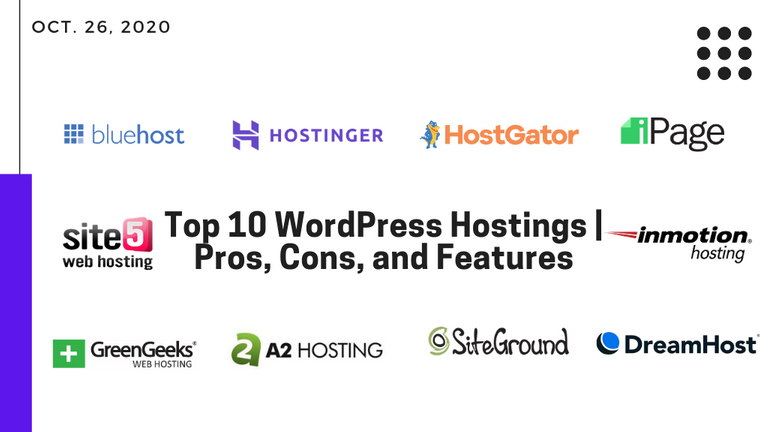 OCT. 26, 2020
bluehost
HOSTINGER
HostGator
iPage
site5
web hosting
Top 10 WordPress Hostings |
Pros, Cons, and Features
inmotion®
hosting
GreenGeeks®
WEB HOSTING
a2 A2 HOSTING
SiteGround
DreamHost